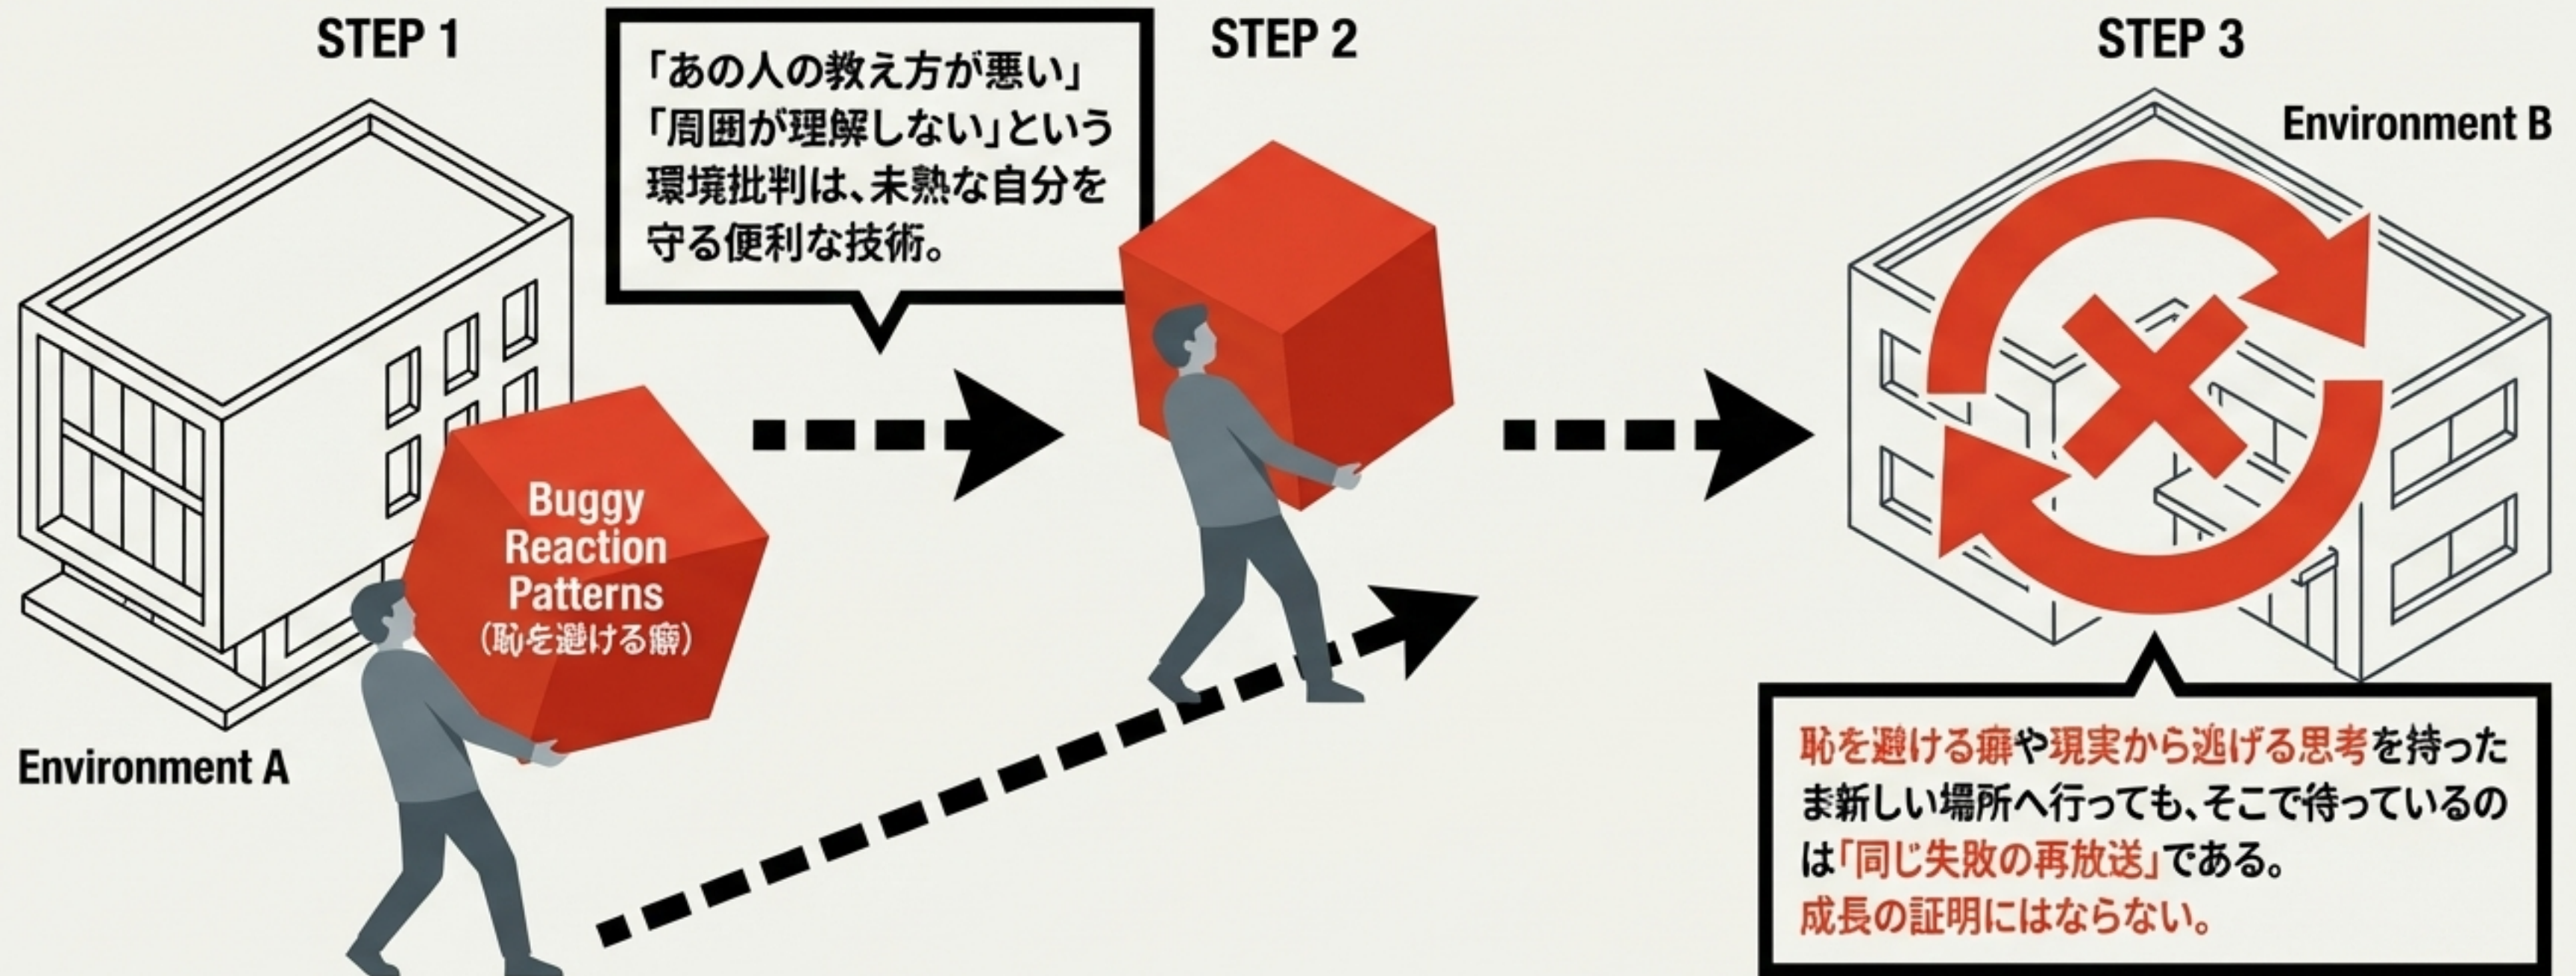 STEP 1
「あの人の教え方が悪い」
「周囲が理解しない」という
環境批判は、未熟な自分を
守る便利な技術。
STEP 2
STEP 3
Environment B
Buggy
Reaction
Patterns
（恥を避ける癖）
Environment A
恥を避ける癖や現実から逃げる思考を持った
ま新しい場所へ行っても、そこで待っているの
は「同じ失敗の再放送」である。
成長の証明にはならない。